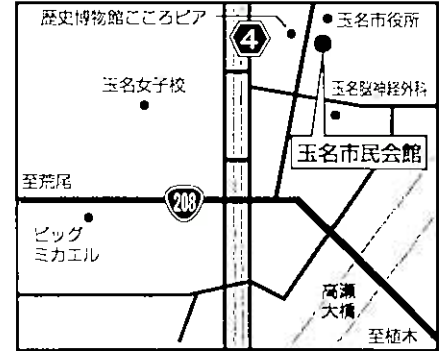 歴史博物館こころピア
4
玉名市役所
玉名女子校
玉名脳神経外科
玉名市民会館
至荒尾
208
ビッグ
ミカエル
高瀬
大橋
至植木